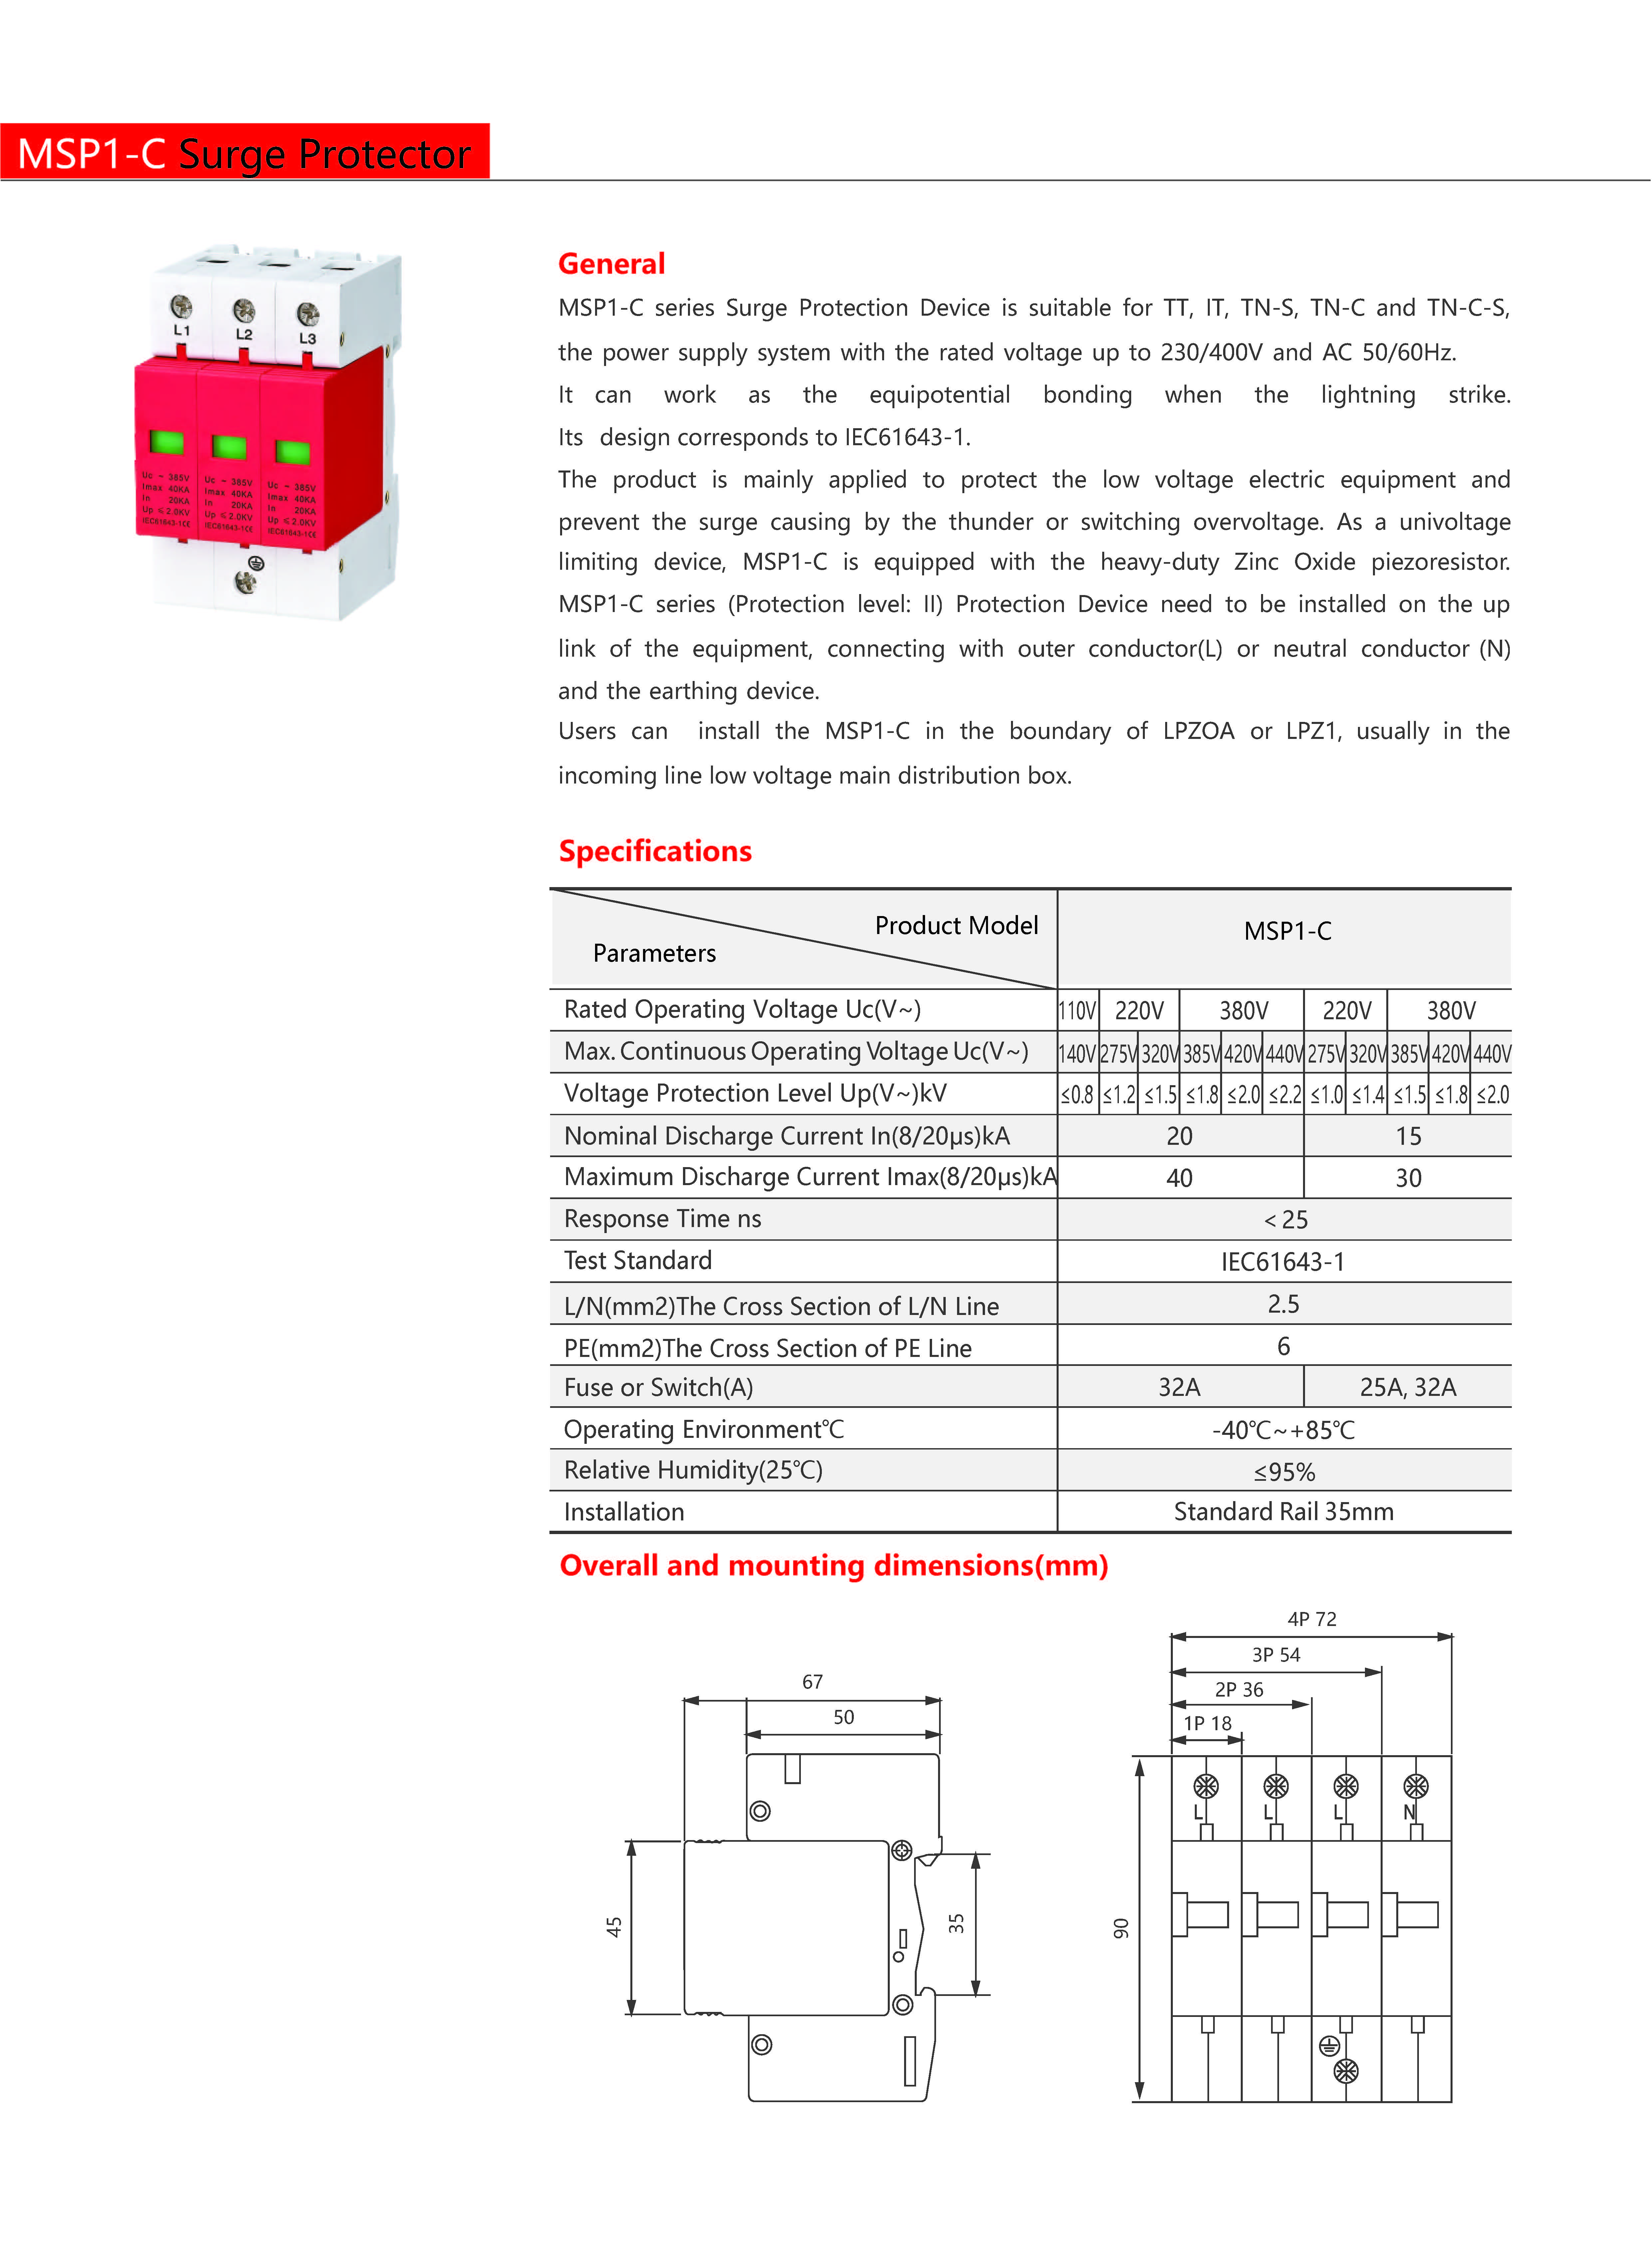 MSP1-C Surge Protector
L1
L2
L3
Uc ~ 385V
Imax 40KA
In 20KA
Up ≤2.0KV
IEC61643-1CE
Uc ~ 385V
Imax 40KA
In 20KA
Up ≤2.0KV
IEC61643-1CE
Uc ~ 385V
Imax 40KA
In 20KA
Up ≤2.0KV
IEC61643-1CE
General
MSP1-C series Surge Protection Device is suitable for TT, IT, TN-S, TN-C and TN-C-S,
the power supply system with the rated voltage up to 230/400V and AC 50/60Hz.
It can work as the equipotential bonding when the lightning strike.
Its design corresponds to IEC61643-1.
The product is mainly applied to protect the low voltage electric equipment and
prevent the surge causing by the thunder or switching overvoltage. As a univoltage
limiting device, MSP1-C is equipped with the heavy-duty Zinc Oxide piezoresistor.
MSP1-C series (Protection level: II) Protection Device need to be installed on the up
link of the equipment, connecting with outer conductor(L) or neutral conductor (N)
and the earthing device.
Users can install the MSP1-C in the boundary of LPZOA or LPZ1, usually in the
incoming line low voltage main distribution box.
Specifications
Product Model
Parameters
MSP1-C
Rated Operating Voltage Uc(V~) 110V 220V 380V 220V 380V
Max. Continuous Operating Voltage Uc(V~) 140V 275V 320V 385V 420V 440V 275V 320V 385V 420V 440V
Voltage Protection Level Up(V~)kV ≤0.8 ≤1.2 ≤1.5 ≤1.8 ≤2.0 ≤2.2 ≤1.0 ≤1.4 ≤1.5 ≤1.8 ≤2.0
Nominal Discharge Current In(8/20μs)kA 20 15
Maximum Discharge Current Imax(8/20μs)kA 40 30
Response Time ns < 25
Test Standard IEC61643-1
L/N(mm2)The Cross Section of L/N Line 2.5
PE(mm2)The Cross Section of PE Line 6
Fuse or Switch(A) 32A 25A, 32A
Operating Environment℃ -40℃~+85℃
Relative Humidity(25℃) ≤95%
Installation Standard Rail 35mm
Overall and mounting dimensions(mm)
67
50
45
35
4P 72
3P 54
2P 36
1P 18
90
L L L N